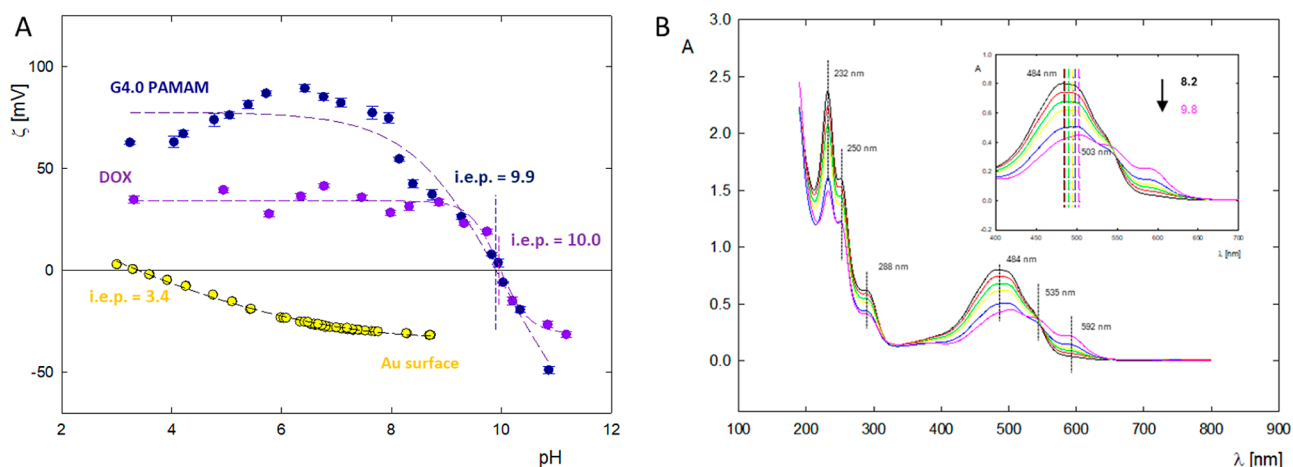 A
ζ [mV]
100
50
0
-50
2
4
6
8
10
12
pH
G4.0 PAMAM
DOX
i.e.p. = 9.9
i.e.p. = 10.0
i.e.p. = 3.4
Au surface
B
A
3.0
2.5
2.0
1.5
1.0
0.5
0.0
100
200
300
400
500
600
700
800
900
λ [nm]
232 nm
250 nm
288 nm
484 nm
535 nm
592 nm
A
1.0
0.8
0.6
0.4
0.2
0.0
-0.2
400
450
500
550
600
650
700
λ [nm]
484 nm
503 nm
8.2
9.8